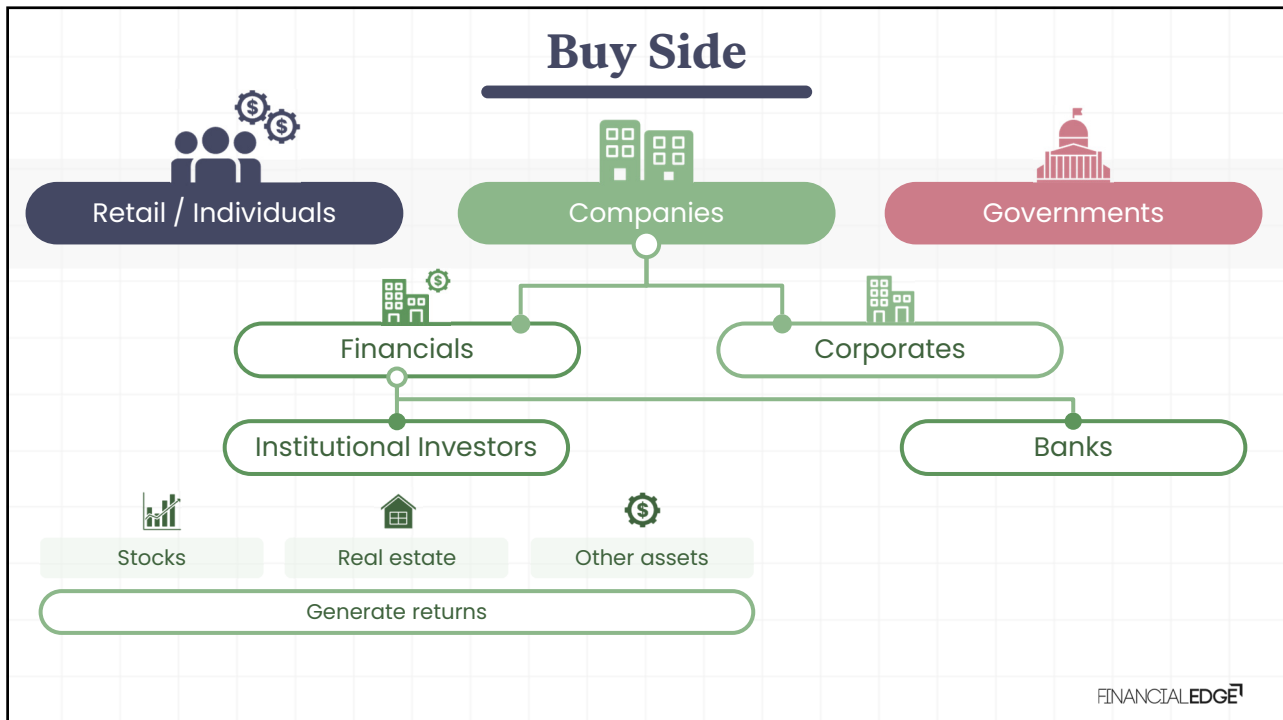 Buy Side
Retail / Individuals
Companies
Governments
Financials
Corporates
Institutional Investors
Banks
Stocks
Real estate
Other assets
Generate returns
FINANCIALEDGE